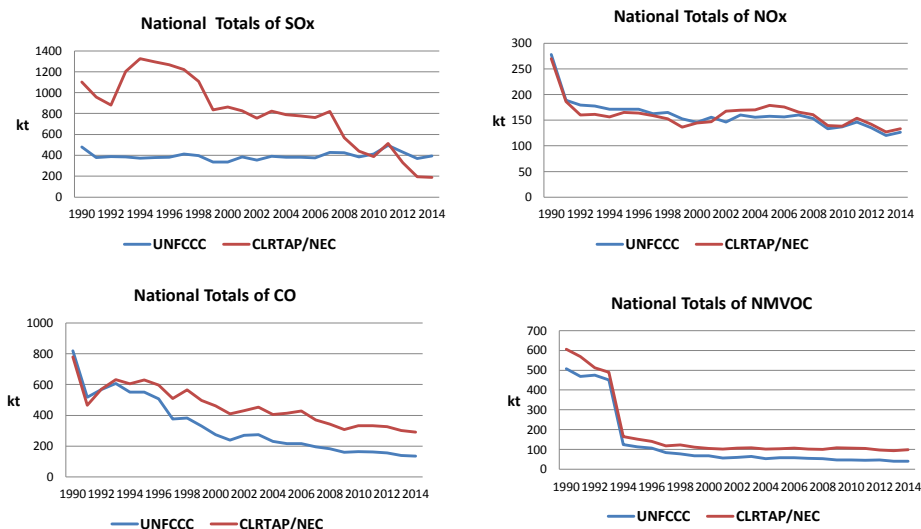 National Totals of SOx
1400
1200
1000
800
kt
600
400
200
0
1990 1992 1994 1996 1998 2000 2002 2004 2006 2008 2010 2012 2014
UNFCCC CLRTAP/NEC
National Totals of NOx
300
250
200
kt
150
100
50
0
1990 1992 1994 1996 1998 2000 2002 2004 2006 2008 2010 2012 2014
UNFCCC CLRTAP/NEC
National Totals of CO
1000
800
600
kt
400
200
0
1990 1992 1994 1996 1998 2000 2002 2004 2006 2008 2010 2012 2014
UNFCCC CLRTAP/NEC
National Totals of NMVOC
700
600
500
400
kt
300
200
100
0
1990 1992 1994 1996 1998 2000 2002 2004 2006 2008 2010 2012 2014
UNFCCC CLRTAP/NEC